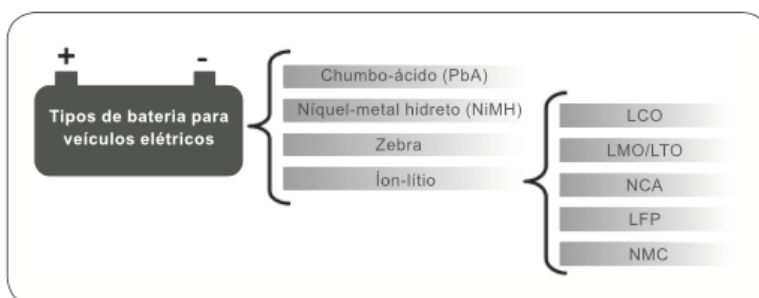 + -
Tipos de bateria para
veículos elétricos
Chumbo-ácido (PbA)
Níquel-metal hidreto (NiMH)
Zebra
Íon-lítio
LCO
LMO/LTO
NCA
LFP
NMC